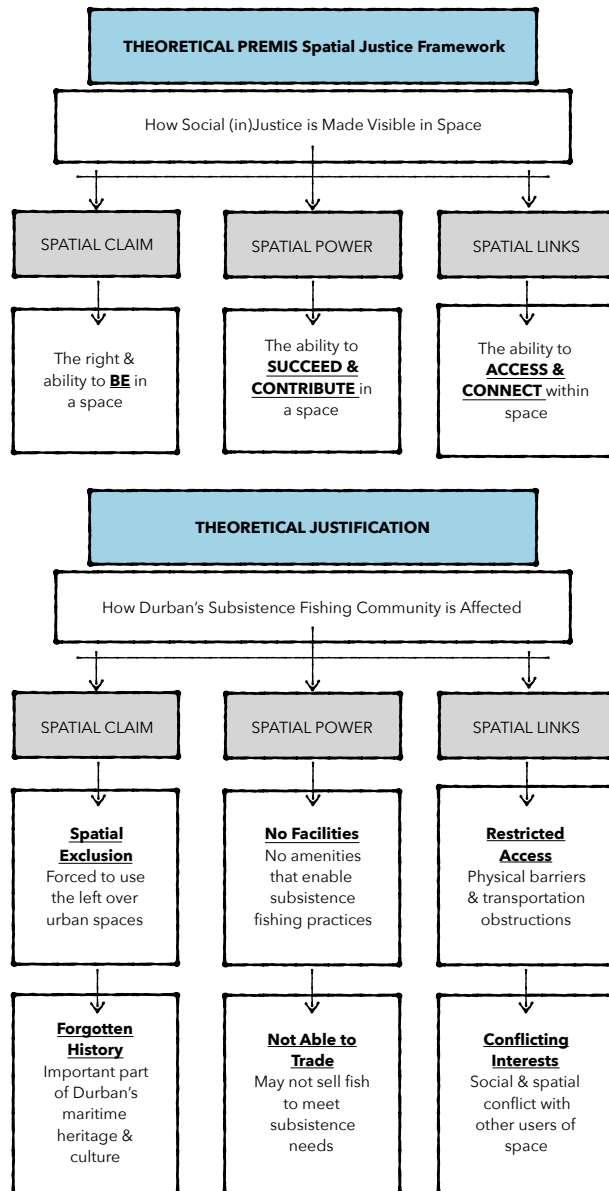 THEORETICAL PREMIS Spatial Justice Framework
How Social (in)Justice is Made Visible in Space
SPATIAL CLAIM
SPATIAL POWER
SPATIAL LINKS
The right &
ability to BE in
a space
The ability to
SUCCEED &
CONTRIBUTE in
a space
The ability to
ACCESS &
CONNECT within
space
THEORETICAL JUSTIFICATION
How Durban's Subsistence Fishing Community is Affected
SPATIAL CLAIM
SPATIAL POWER
SPATIAL LINKS
Spatial
Exclusion
Forced to use
the left over
urban spaces
No Facilities
No amenities
that enable
subsistence
fishing practices
Restricted
Access
Physical barriers
& transportation
obstructions
Forgotten
History
Important part
of Durban's
maritime
heritage &
culture
Not Able to
Trade
May not sell fish
to meet
subsistence
needs
Conflicting
Interests
Social & spatial
conflict with
other users of
space